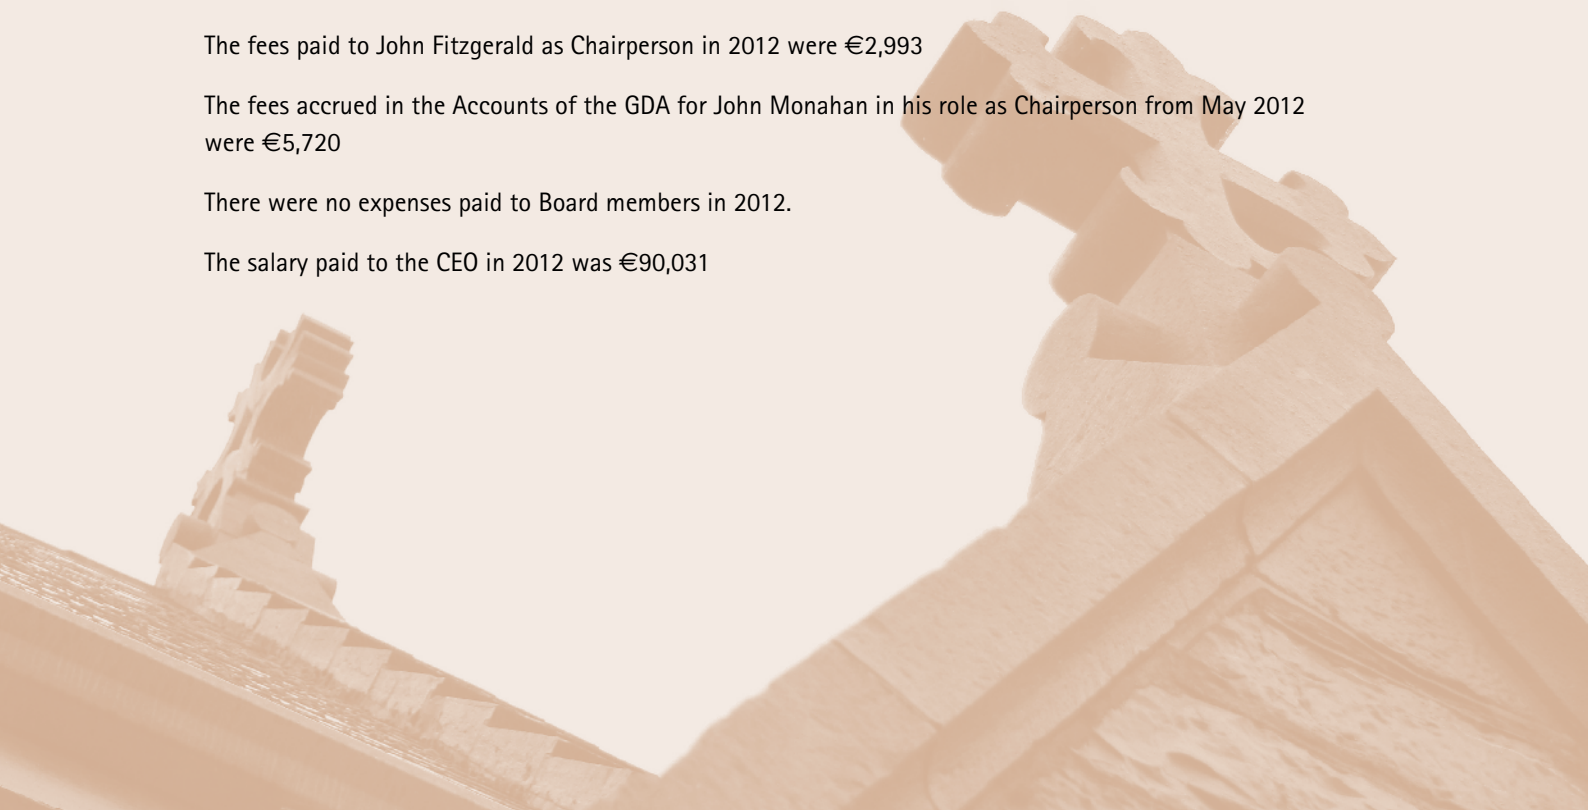 The fees paid to John Fitzgerald as Chairperson in 2012 were €2,993
The fees accrued in the Accounts of the GDA for John Monahan in his role as Chairperson from May 2012
were €5,720
There were no expenses paid to Board members in 2012.
The salary paid to the CEO in 2012 was €90,031